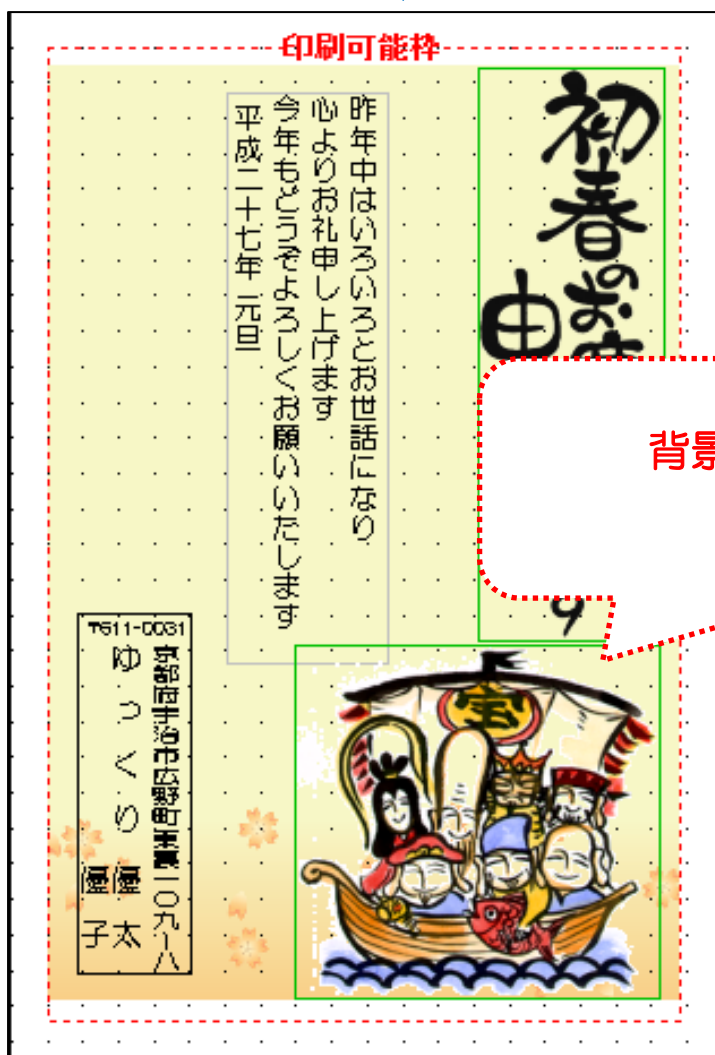 印刷可能枠
初春のお
申
背景
昨年中はいろいろとお世話になり
心よりお礼申し上げます
今年もどうぞよろしくお願いいたします
平成二十七年 元旦
宝
〒611-0031
京都府宇治市広野町東裏一〇九-八
ゆっくり 優太
優子